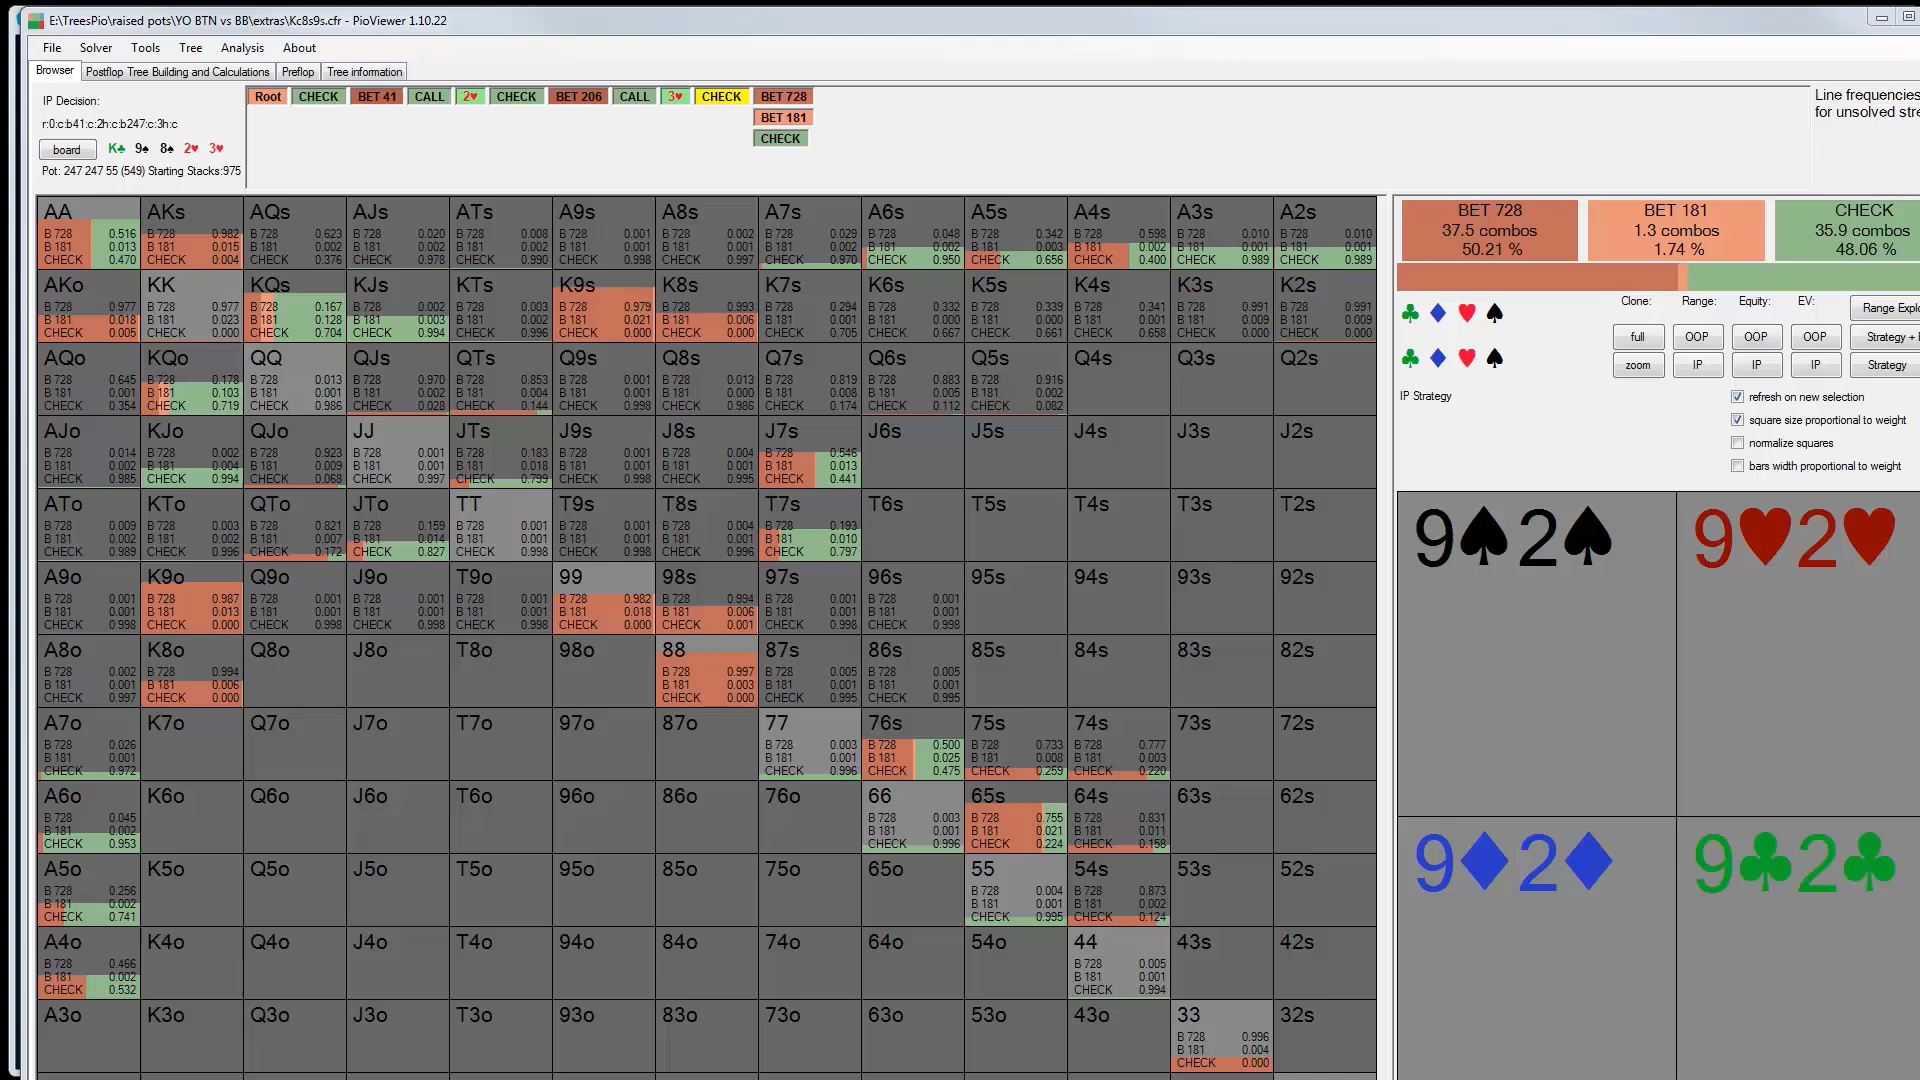 E:\TreesPio\raised pots\YO BTN vs BB\extras\Kc8s9s.cfr - PioViewer 1.10.22
File Solver Tools Tree Analysis About
Browser Postflop Tree Building and Calculations Preflop Tree information
IP Decision:
r:0:c:b41:c:2h:c:b247:c:3h:c
board K♣ 9♠ 8♠ 2♥ 3♥
Pot: 247 247 55 (549) Starting Stacks:975
Root CHECK BET 41 CALL 2♥ CHECK BET 206 CALL 3♥ CHECK BET 728
BET 181
CHECK
Line frequencies
for unsolved stre
AA AKs AQs AJs ATs A9s A8s A7s A6s A5s A4s A3s A2s
B 728 0.516 B 728 0.982 B 728 0.623 B 728 0.020 B 728 0.008 B 728 0.001 B 728 0.002 B 728 0.029 B 728 0.048 B 728 0.342 B 728 0.598 B 728 0.010 B 728 0.010
B 181 0.013 B 181 0.015 B 181 0.002 B 181 0.002 B 181 0.002 B 181 0.001 B 181 0.001 B 181 0.002 B 181 0.002 B 181 0.003 B 181 0.002 B 181 0.001 B 181 0.001
CHECK 0.470 CHECK 0.004 CHECK 0.376 CHECK 0.978 CHECK 0.990 CHECK 0.998 CHECK 0.997 CHECK 0.970 CHECK 0.950 CHECK 0.656 CHECK 0.400 CHECK 0.989 CHECK 0.989
AKo KK KQs KJs KTs K9s K8s K7s K6s K5s K4s K3s K2s
B 728 0.977 B 728 0.977 B 728 0.167 B 728 0.002 B 728 0.003 B 728 0.979 B 728 0.993 B 728 0.294 B 728 0.332 B 728 0.339 B 728 0.341 B 728 0.991 B 728 0.991
B 181 0.018 B 181 0.023 B 181 0.128 B 181 0.003 B 181 0.002 B 181 0.021 B 181 0.006 B 181 0.001 B 181 0.000 B 181 0.000 B 181 0.001 B 181 0.009 B 181 0.009
CHECK 0.005 CHECK 0.000 CHECK 0.704 CHECK 0.994 CHECK 0.996 CHECK 0.000 CHECK 0.000 CHECK 0.705 CHECK 0.667 CHECK 0.661 CHECK 0.658 CHECK 0.000 CHECK 0.000
AQo KQo QQ QJs QTs Q9s Q8s Q7s Q6s Q5s Q4s Q3s Q2s
B 728 0.645 B 728 0.178 B 728 0.013 B 728 0.970 B 728 0.853 B 728 0.001 B 728 0.013 B 728 0.819 B 728 0.883 B 728 0.916
B 181 0.001 B 181 0.103 B 181 0.001 B 181 0.002 B 181 0.004 B 181 0.001 B 181 0.002 B 181 0.008 B 181 0.005 B 181 0.002
CHECK 0.354 CHECK 0.719 CHECK 0.986 CHECK 0.028 CHECK 0.144 CHECK 0.998 CHECK 0.986 CHECK 0.174 CHECK 0.112 CHECK 0.082
AJo KJo QJo JJ JTs J9s J8s J7s J6s J5s J4s J3s J2s
B 728 0.014 B 728 0.002 B 728 0.923 B 728 0.001 B 728 0.183 B 728 0.001 B 728 0.004 B 728 0.546
B 181 0.002 B 181 0.004 B 181 0.009 B 181 0.001 B 181 0.018 B 181 0.001 B 181 0.001 B 181 0.013
CHECK 0.985 CHECK 0.994 CHECK 0.068 CHECK 0.997 CHECK 0.799 CHECK 0.998 CHECK 0.995 CHECK 0.441
ATo KTo QTo JTo TT T9s T8s T7s T6s T5s T4s T3s T2s
B 728 0.009 B 728 0.003 B 728 0.821 B 728 0.159 B 728 0.001 B 728 0.001 B 728 0.004 B 728 0.193
B 181 0.002 B 181 0.002 B 181 0.007 B 181 0.014 B 181 0.001 B 181 0.001 B 181 0.001 B 181 0.010
CHECK 0.989 CHECK 0.996 CHECK 0.172 CHECK 0.827 CHECK 0.998 CHECK 0.998 CHECK 0.996 CHECK 0.797
A9o K9o Q9o J9o T9o 99 98s 97s 96s 95s 94s 93s 92s
B 728 0.001 B 728 0.987 B 728 0.001 B 728 0.001 B 728 0.001 B 728 0.982 B 728 0.994 B 728 0.001 B 728 0.001
B 181 0.001 B 181 0.013 B 181 0.001 B 181 0.001 B 181 0.001 B 181 0.018 B 181 0.006 B 181 0.001 B 181 0.001
CHECK 0.998 CHECK 0.000 CHECK 0.998 CHECK 0.998 CHECK 0.998 CHECK 0.000 CHECK 0.001 CHECK 0.998 CHECK 0.998
A8o K8o Q8o J8o T8o 98o 88 87s 86s 85s 84s 83s 82s
B 728 0.002 B 728 0.994 B 728 0.997 B 728 0.005 B 728 0.005
B 181 0.001 B 181 0.006 B 181 0.003 B 181 0.001 B 181 0.001
CHECK 0.997 CHECK 0.000 CHECK 0.000 CHECK 0.995 CHECK 0.995
A7o K7o Q7o J7o T7o 97o 87o 77 76s 75s 74s 73s 72s
B 728 0.026 B 728 0.003 B 728 0.500 B 728 0.733 B 728 0.777
B 181 0.001 B 181 0.001 B 181 0.025 B 181 0.008 B 181 0.003
CHECK 0.972 CHECK 0.996 CHECK 0.475 CHECK 0.259 CHECK 0.220
A6o K6o Q6o J6o T6o 96o 86o 76o 66 65s 64s 63s 62s
B 728 0.045 B 728 0.003 B 728 0.755 B 728 0.831
B 181 0.002 B 181 0.001 B 181 0.021 B 181 0.011
CHECK 0.953 CHECK 0.996 CHECK 0.224 CHECK 0.158
A5o K5o Q5o J5o T5o 95o 85o 75o 65o 55 54s 53s 52s
B 728 0.256 B 728 0.004 B 728 0.873
B 181 0.002 B 181 0.001 B 181 0.002
CHECK 0.741 CHECK 0.995 CHECK 0.124
A4o K4o Q4o J4o T4o 94o 84o 74o 64o 54o 44 43s 42s
B 728 0.466 B 728 0.005
B 181 0.002 B 181 0.001
CHECK 0.532 CHECK 0.994
A3o K3o Q3o J3o T3o 93o 83o 73o 63o 53o 43o 33 32s
B 728 0.996
B 181 0.004
CHECK 0.000
BET 728 BET 181 CHECK
37.5 combos 1.3 combos 35.9 combos
50.21 % 1.74 % 48.06 %
Clone: Range: Equity: EV: Range Explo
♣ ♦ ♥ ♠
full OOP OOP OOP Strategy +
♣ ♦ ♥ ♠
zoom IP IP IP Strategy
IP Strategy
refresh on new selection
square size proportional to weight
normalize squares
bars width proportional to weight
9♠2♠ 9♥2♥
9♦2♦ 9♣2♣